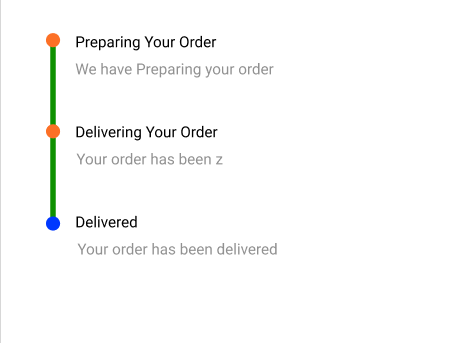 Preparing Your Order
We have Preparing your order
Delivering Your Order
Your order has been z
Delivered
Your order has been delivered